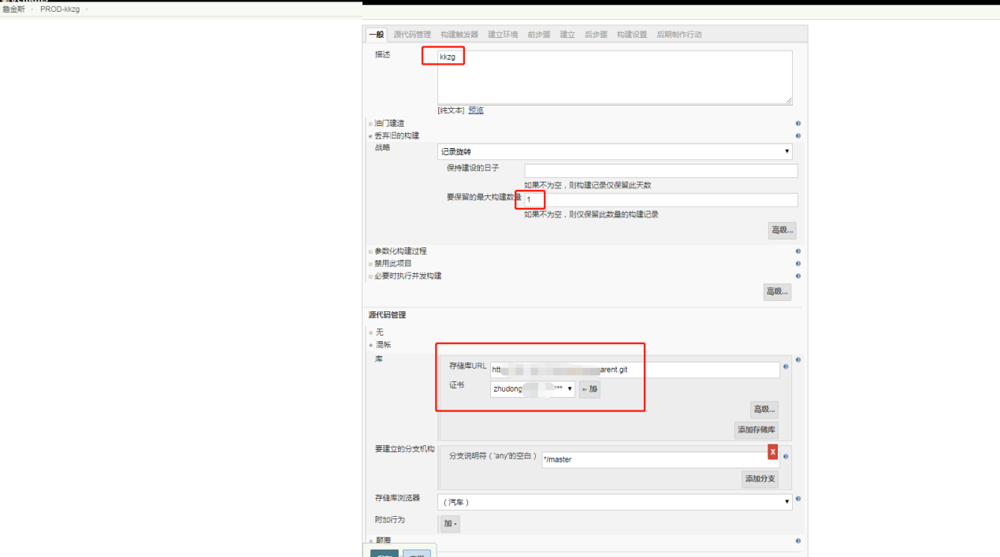 詹金斯 › PROD-kkzg ›
一般 源代码管理 构建触发器 建立环境 前步骤 建立 后步骤 构建设置 后期制作行动
描述
kkzg
[纯文本] 预览
油门建造
丢弃旧的构建
战略
记录旋转
保持建设的日子
如果不为空，则构建记录仅保留此天数
要保留的最大构建数量
1
如果不为空，则仅保留此数量的构建记录
高级...
参数化构建过程
禁用此项目
必要时执行并发构建
高级...
源代码管理
无
混帐
库
存储库URL
htt arent.git
证书
zhudong *** 加
高级...
添加存储库
要建立的分支机构
分支说明符（'any'的空白）
*/master
X
添加分支
存储库浏览器
（汽车）
附加行为
加
颠覆